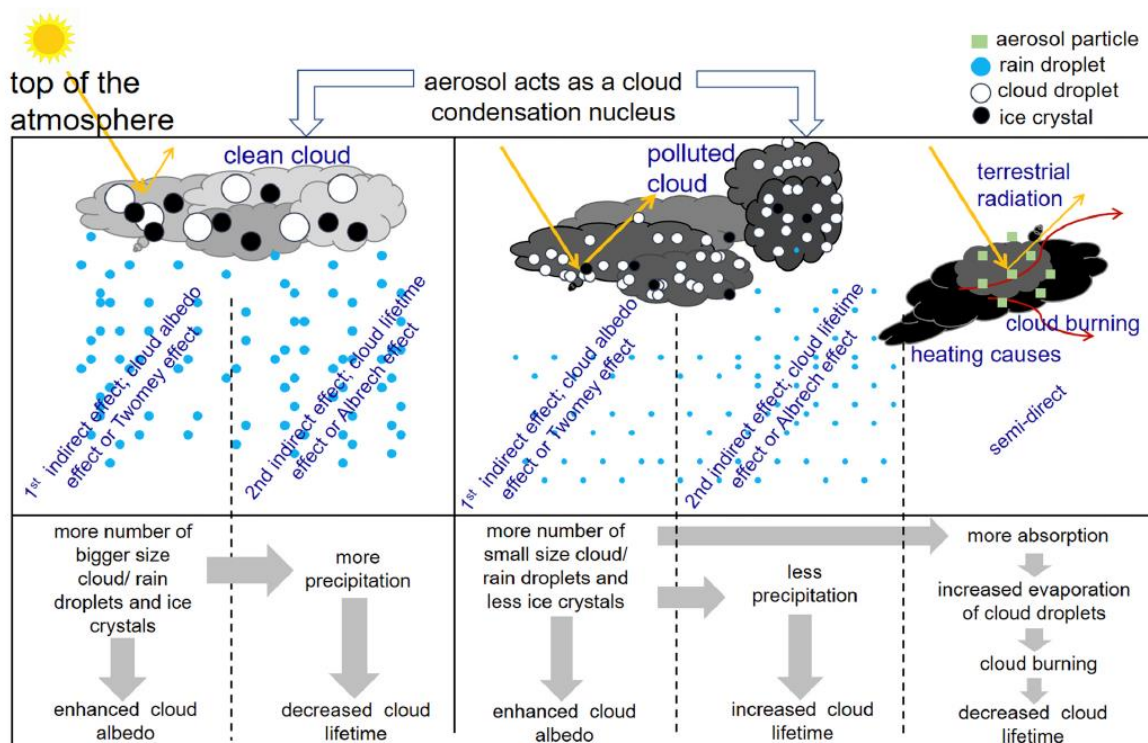 top of the
atmosphere
aerosol acts as a cloud
condensation nucleus
aerosol particle
rain droplet
cloud droplet
ice crystal
clean cloud
1st indirect effect; cloud albedo
effect or Twomey effect
2nd indirect effect; cloud lifetime
effect or Albrech effect
polluted
cloud
1st indirect effect; cloud albedo
effect or Twomey effect
2nd indirect effect; cloud lifetime
effect or Albrech effect
terrestrial
radiation
cloud burning
heating causes
semi-direct
more number of
bigger size
cloud/ rain
droplets and ice
crystals
enhanced cloud
albedo
more
precipitation
decreased cloud
lifetime
more number of
small size cloud/
rain droplets and
less ice crystals
enhanced cloud
albedo
less
precipitation
increased cloud
lifetime
more absorption
increased evaporation
of cloud droplets
cloud burning
decreased cloud
lifetime